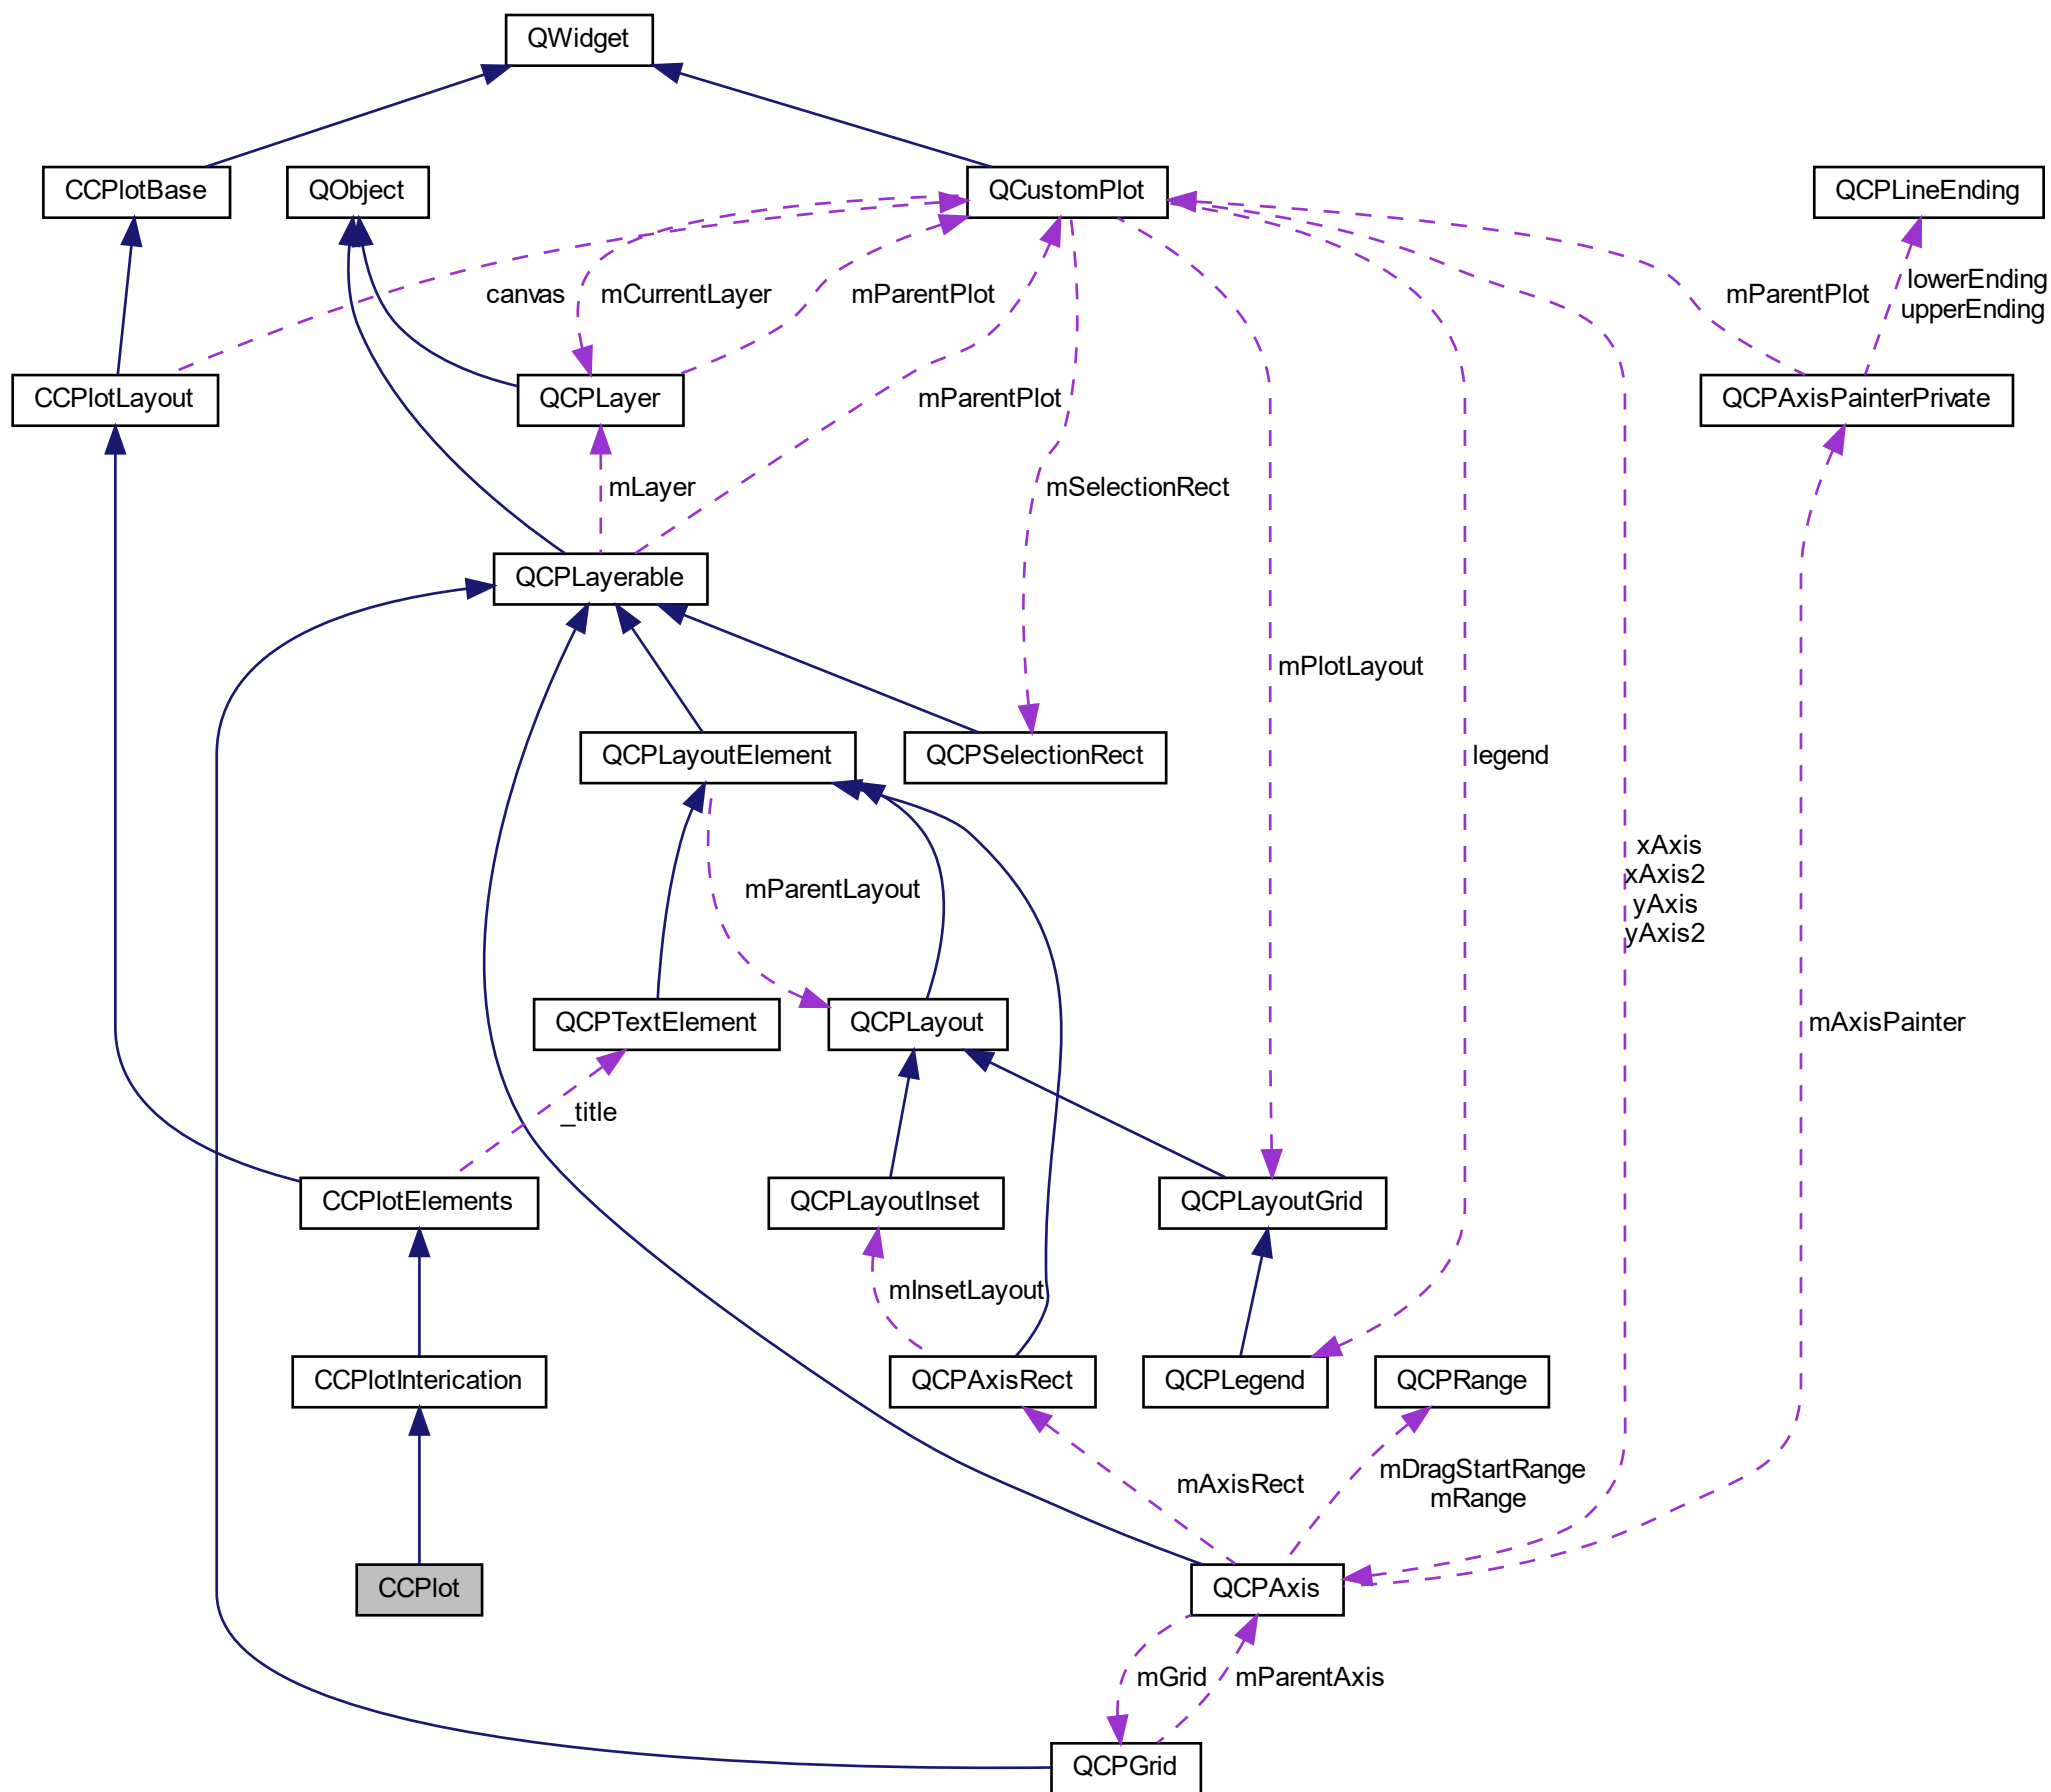 QWidget
CCPlotBase
QObject
QCustomPlot
QCPLineEnding
canvas
mCurrentLayer
mParentPlot
mParentPlot
lowerEnding
upperEnding
CCPlotLayout
QCPLayer
mParentPlot
QCPAxisPainterPrivate
mLayer
mSelectionRect
QCPLayerable
mPlotLayout
QCPLayoutElement
QCPSelectionRect
legend
xAxis
xAxis2
yAxis
yAxis2
mParentLayout
QCPTextElement
QCPLayout
mAxisPainter
_title
CCPlotElements
QCPLayoutInset
QCPLayoutGrid
mInsetLayout
CCPlotInterication
QCPAxisRect
QCPLegend
QCPRange
mAxisRect
mDragStartRange
mRange
CCPlot
QCPAxis
mGrid
mParentAxis
QCPGrid